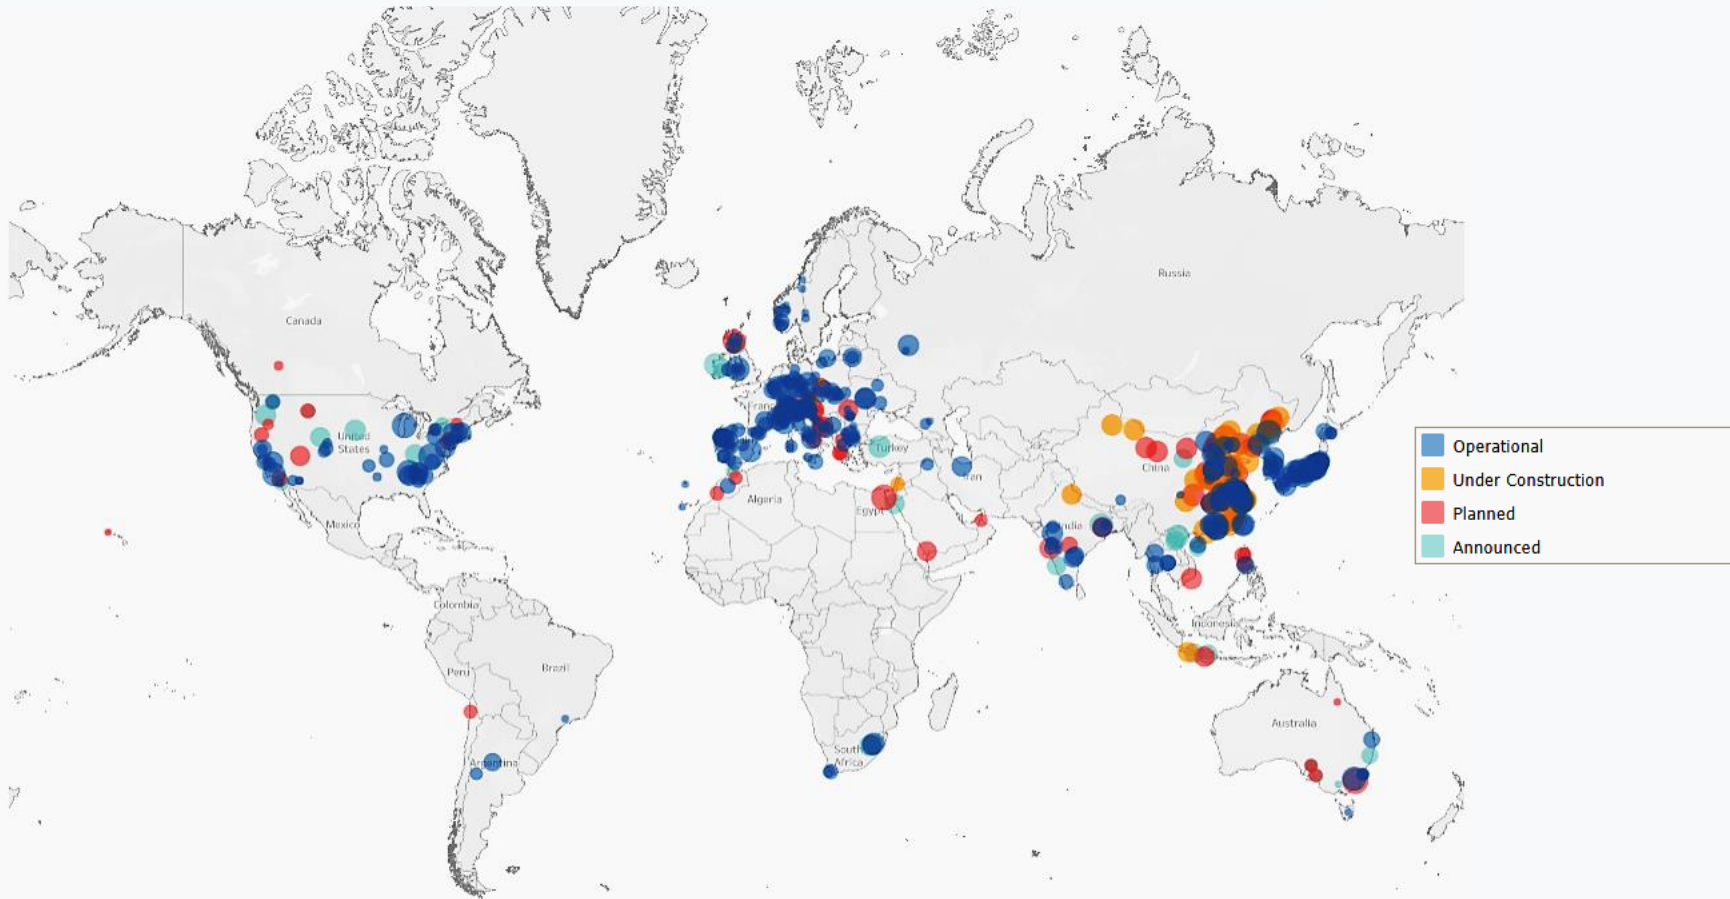 Russia
Canada
United
States
Mexico
Colombia
Peru
Brazil
Argentina
Algeria
Egypt
Turkey
Iran
India
China
Indonesia
South
Africa
Australia
Operational
Under Construction
Planned
Announced